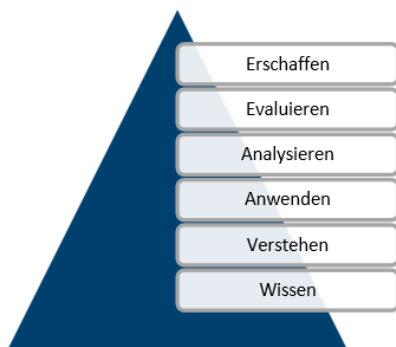 Erschaffen
Evaluieren
Analysieren
Anwenden
Verstehen
Wissen